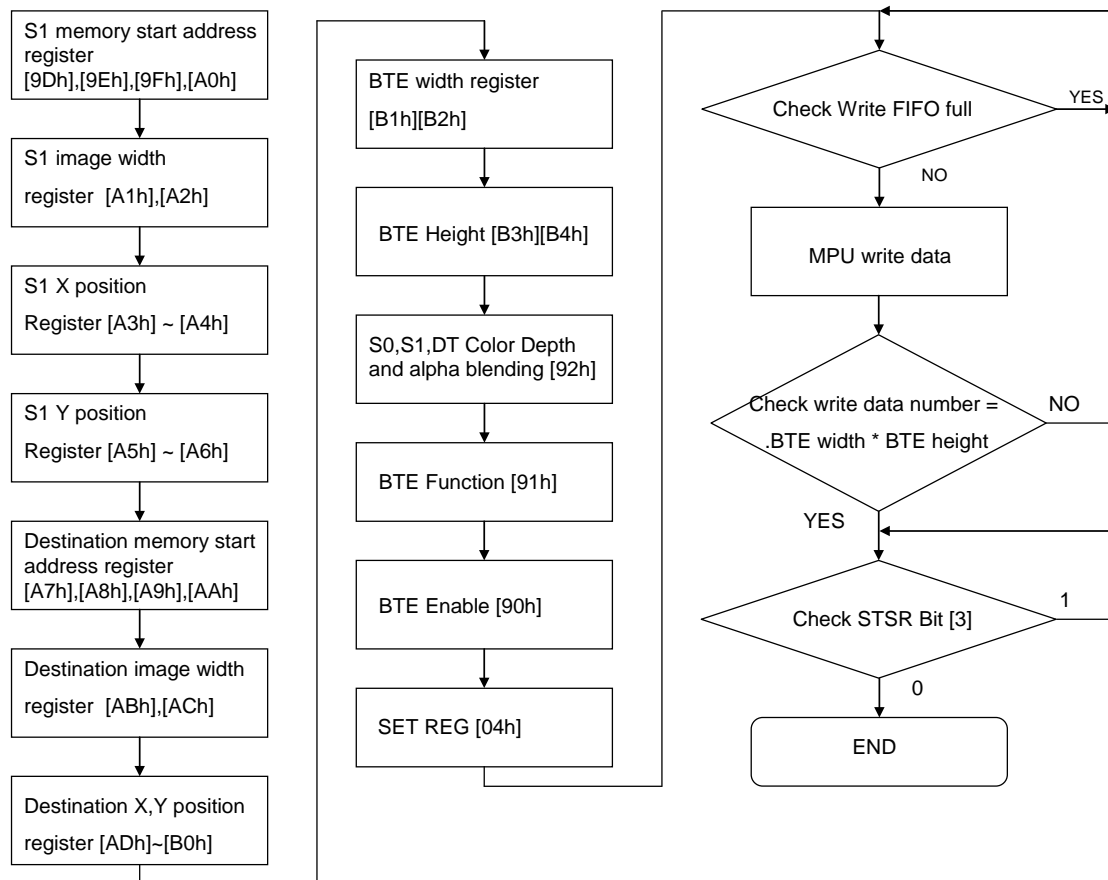 S1 memory start address
register
[9Dh],[9Eh],[9Fh],[A0h]
S1 image width
register [A1h],[A2h]
S1 X position
Register [A3h] ~ [A4h]
S1 Y position
Register [A5h] ~ [A6h]
Destination memory start
address register
[A7h],[A8h],[A9h],[AAh]
Destination image width
register [ABh],[ACh]
Destination X,Y position
register [ADh]~[B0h]
BTE width register
[B1h][B2h]
BTE Height [B3h][B4h]
S0,S1,DT Color Depth
and alpha blending [92h]
BTE Function [91h]
BTE Enable [90h]
SET REG [04h]
Check Write FIFO full
YES
NO
MPU write data
Check write data number =
.BTE width * BTE height
NO
YES
Check STSR Bit [3]
1
0
END